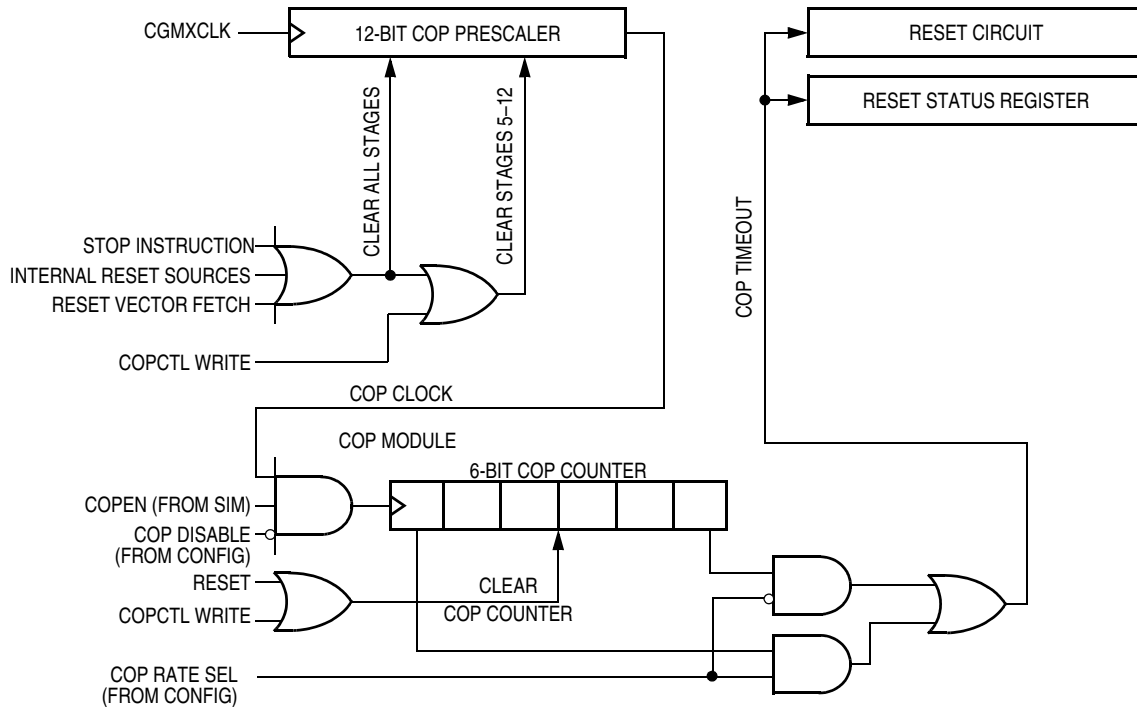 CGMXCLK
12-BIT COP PRESCALER
RESET CIRCUIT
RESET STATUS REGISTER
CLEAR ALL STAGES
CLEAR STAGES 5–12
STOP INSTRUCTION
INTERNAL RESET SOURCES
RESET VECTOR FETCH
COPCTL WRITE
COP TIMEOUT
COP CLOCK
COP MODULE
6-BIT COP COUNTER
COPEN (FROM SIM)
COP DISABLE
(FROM CONFIG)
RESET
COPCTL WRITE
CLEAR
COP COUNTER
COP RATE SEL
(FROM CONFIG)